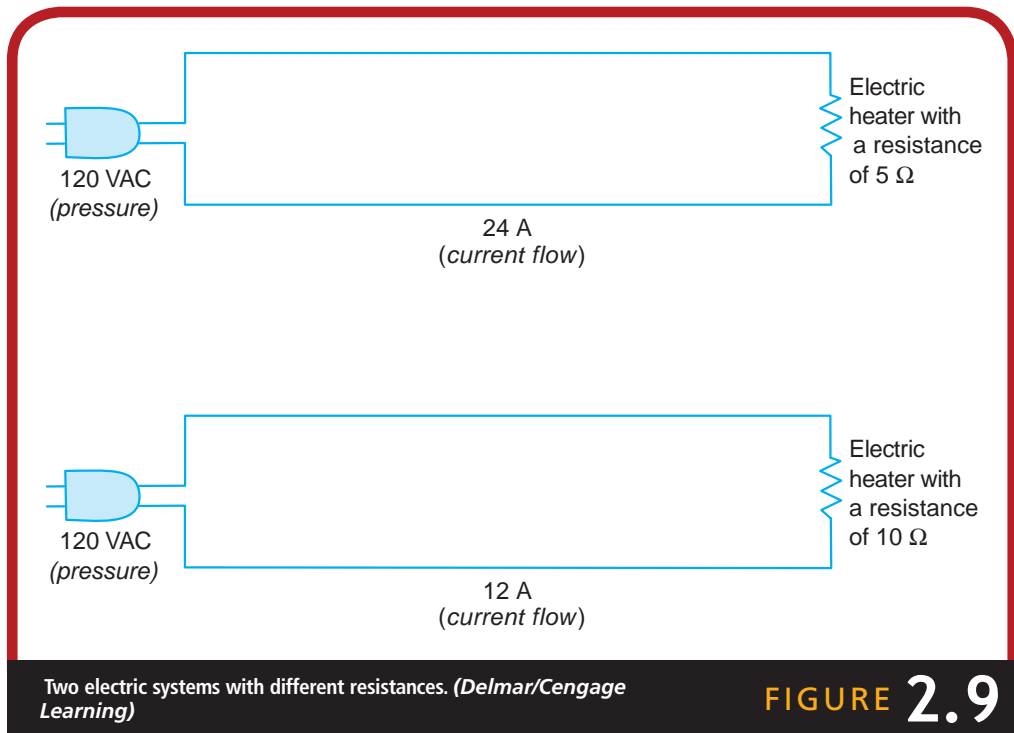 Electric
heater with
a resistance
of 5 Ω
120 VAC
(pressure)
24 A
(current flow)
Electric
heater with
a resistance
of 10 Ω
120 VAC
(pressure)
12 A
(current flow)
Two electric systems with different resistances. (Delmar/Cengage
Learning)
FIGURE 2.9